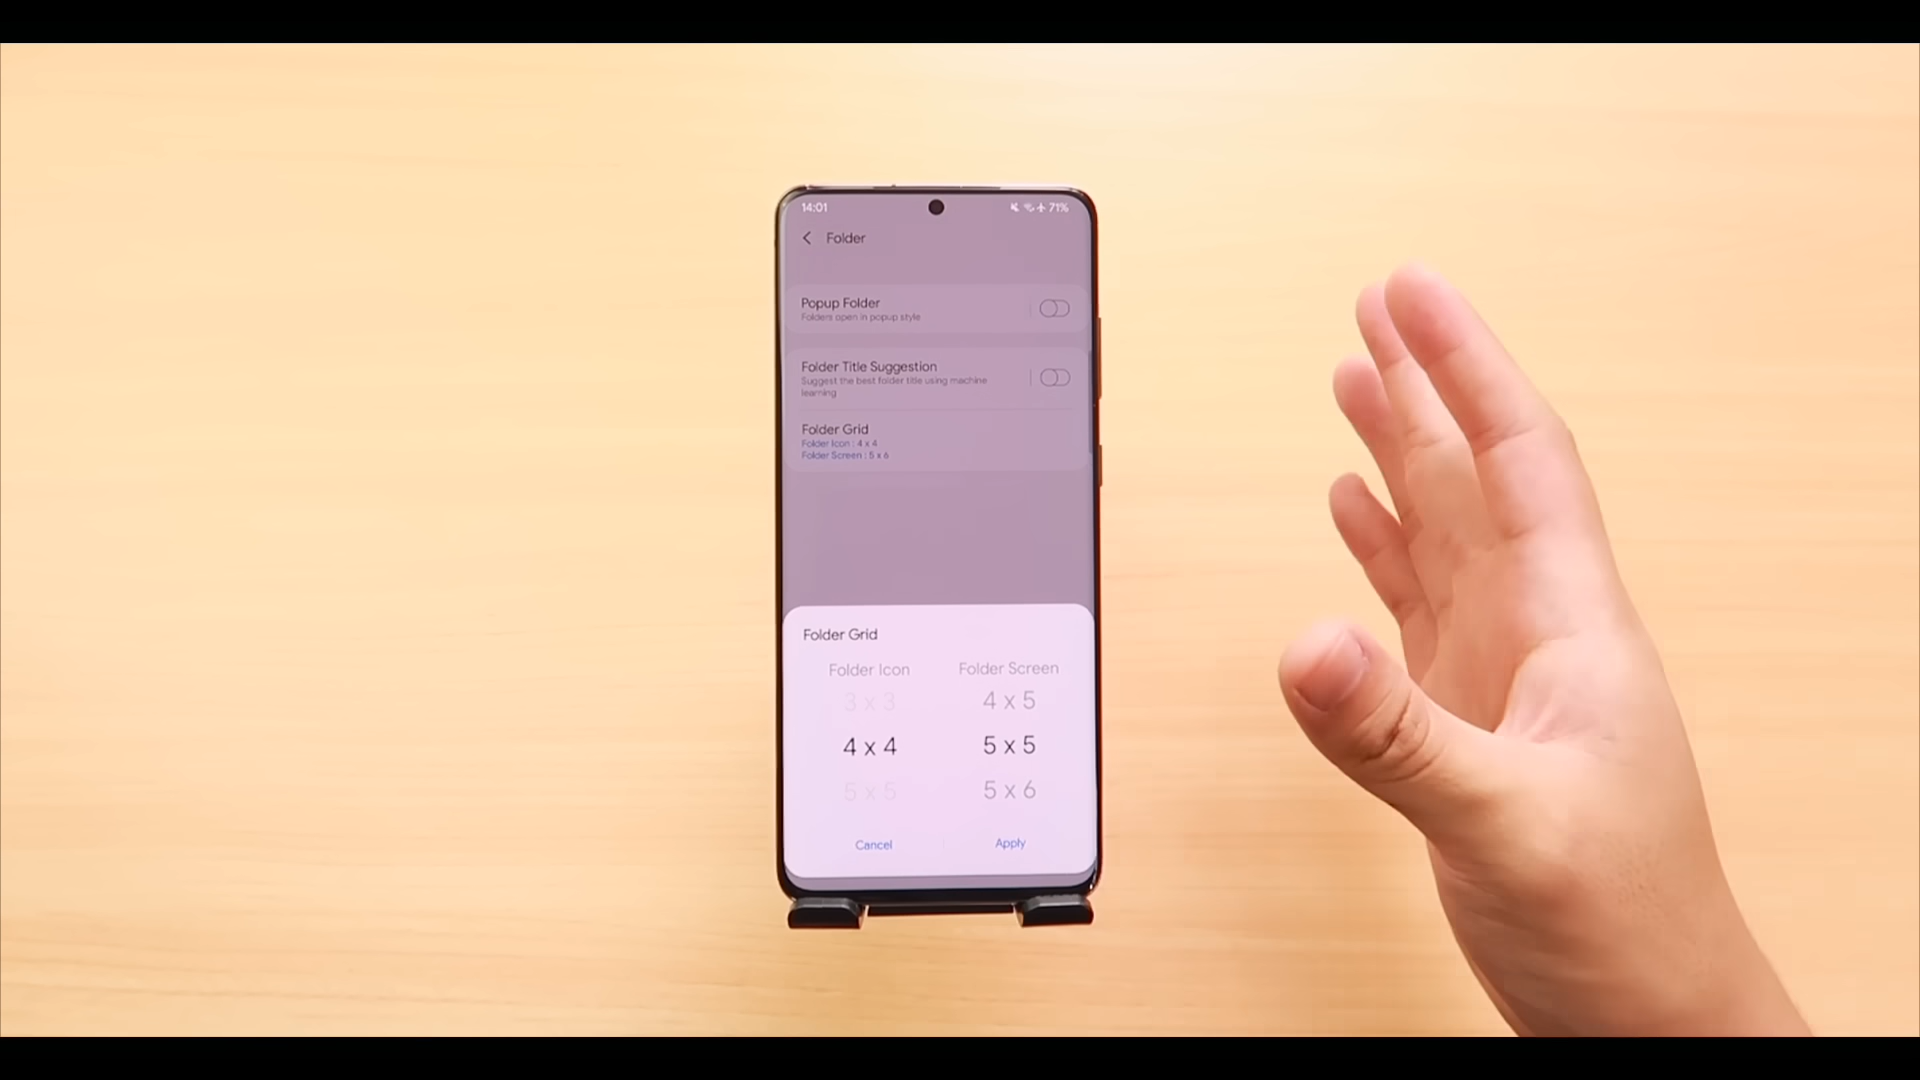 14:01 71%
Folder
Popup Folder
Folders open in popup style
Folder Title Suggestion
Suggest the best folder title using machine
learning
Folder Grid
Folder Icon : 4 x 4
Folder Screen : 5 x 6
Folder Grid
Folder Icon Folder Screen
3 x 3 4 x 5
4 x 4 5 x 5
5 x 5 5 x 6
Cancel Apply